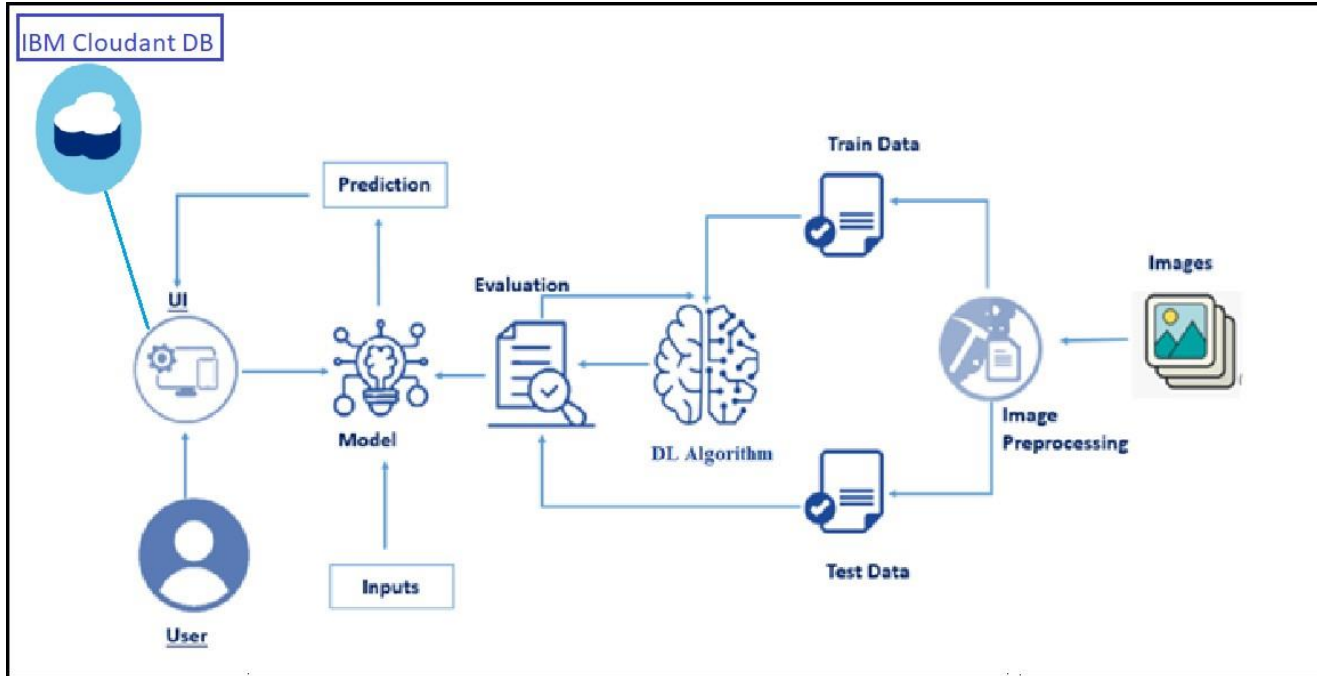 IBM Cloudant DB
Train Data
Prediction
Images
Evaluation
UI
Image
Preprocessing
Model
DL Algorithm
Test Data
Inputs
User